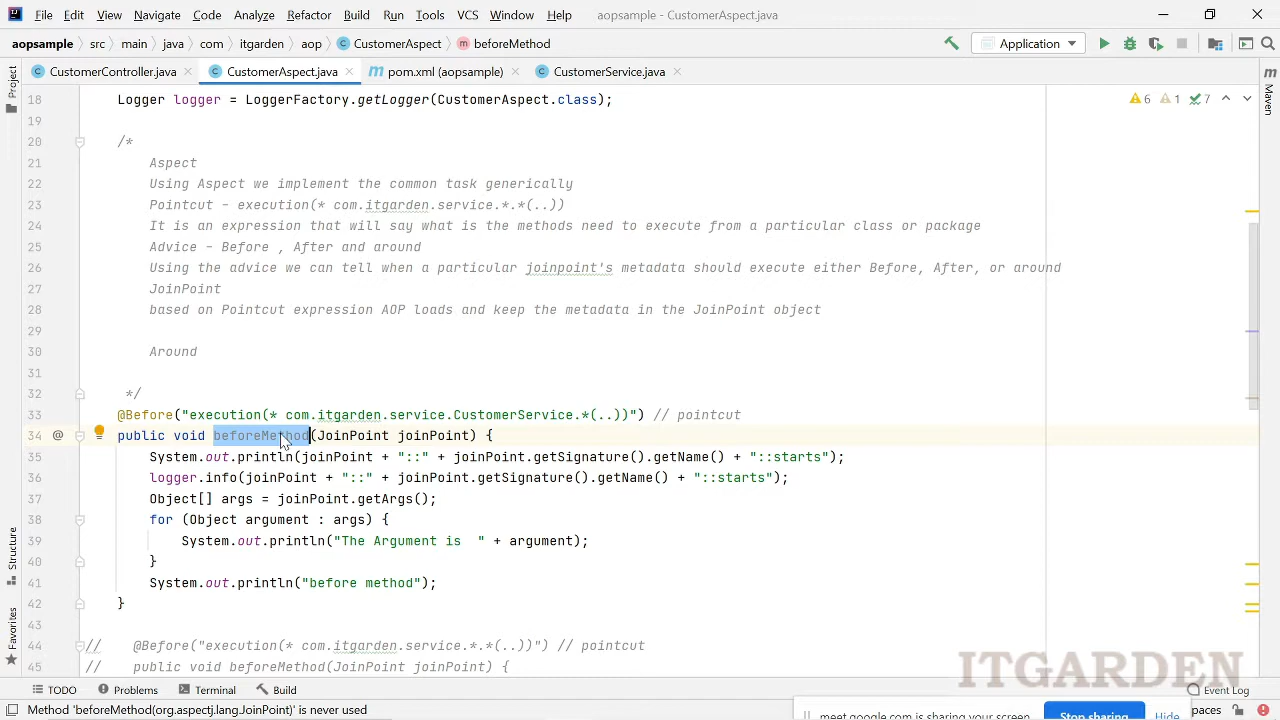 File Edit View Navigate Code Analyze Refactor Build Run Tools VCS Window Help aopsample - CustomerAspect.java
aopsample src main java com itgarden aop CustomerAspect beforeMethod Application
Project CustomerController.java CustomerAspect.java pom.xml (aopsample) CustomerService.java Maven
18 Logger logger = LoggerFactory.getLogger(CustomerAspect.class); 6 1 7
19
20 /*
21 Aspect
22 Using Aspect we implement the common task generically
23 Pointcut - execution(* com.itgarden.service.*.*(..))
24 It is an expression that will say what is the methods need to execute from a particular class or package
25 Advice - Before , After and around
26 Using the advice we can tell when a particular joinpoint's metadata should execute either Before, After, or around
27 JoinPoint
28 based on Pointcut expression AOP loads and keep the metadata in the JoinPoint object
29
30 Around
31
32 */
33 @Before("execution(* com.itgarden.service.CustomerService.*(..))") // pointcut
34 public void beforeMethod(JoinPoint joinPoint) {
35 System.out.println(joinPoint + "::" + joinPoint.getSignature().getName() + "::starts");
36 logger.info(joinPoint + "::" + joinPoint.getSignature().getName() + "::starts");
37 Object[] args = joinPoint.getArgs();
38 for (Object argument : args) {
39 System.out.println("The Argument is  " + argument);
40 }
41 System.out.println("before method");
42 }
43
44 // @Before("execution(* com.itgarden.service.*.*(..))") // pointcut
45 // public void beforeMethod(JoinPoint joinPoint) {
Structure
Favorites
ITGARDEN
TODO Problems Terminal Build Event Log
Method 'beforeMethod(org.aspectj.lang.JoinPoint)' is never used
meet.google.com is sharing your screen. Stop sharing Hide